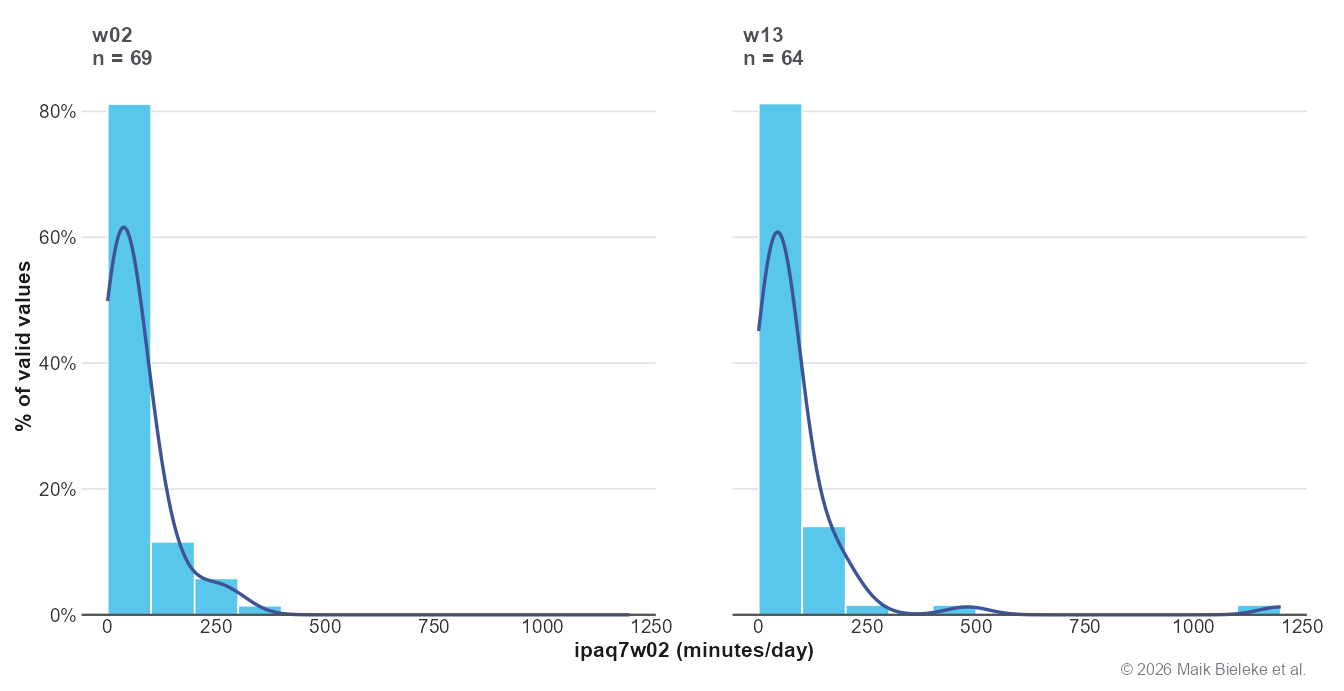 w02
n = 69
w13
n = 64
% of valid values
80%
60%
40%
20%
0%
0 250 500 750 1000 1250
0 250 500 750 1000 1250
ipaq7w02 (minutes/day)
© 2026 Maik Bieleke et al.